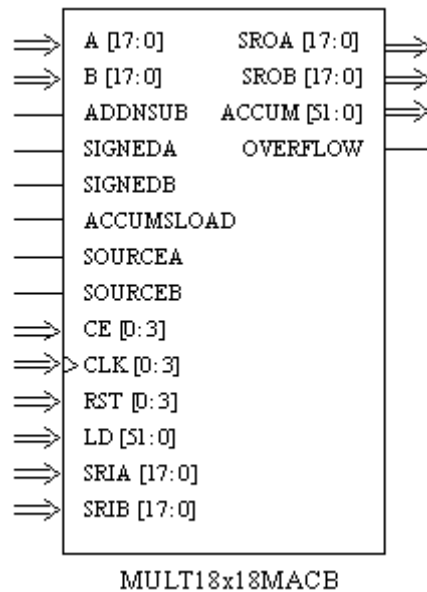 A [17:0] SROA [17:0]
B [17:0] SROB [17:0]
ADDNSUB ACCUM [51:0]
SIGNEDA OVERFLOW
SIGNEDB
ACCUMSLOAD
SOURCEA
SOURCEB
CE [0:3]
CLK [0:3]
RST [0:3]
LD [51:0]
SRIA [17:0]
SRIB [17:0]
MULT18x18MACB